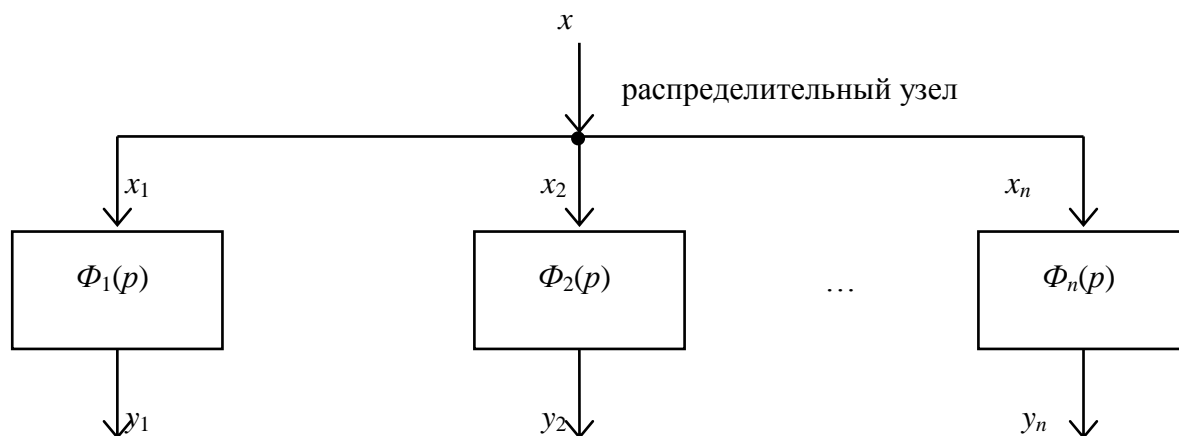 x
распределительный узел
x₁ x₂ xₙ
Φ₁(p) Φ₂(p) … Φₙ(p)
y₁ y₂ yₙ